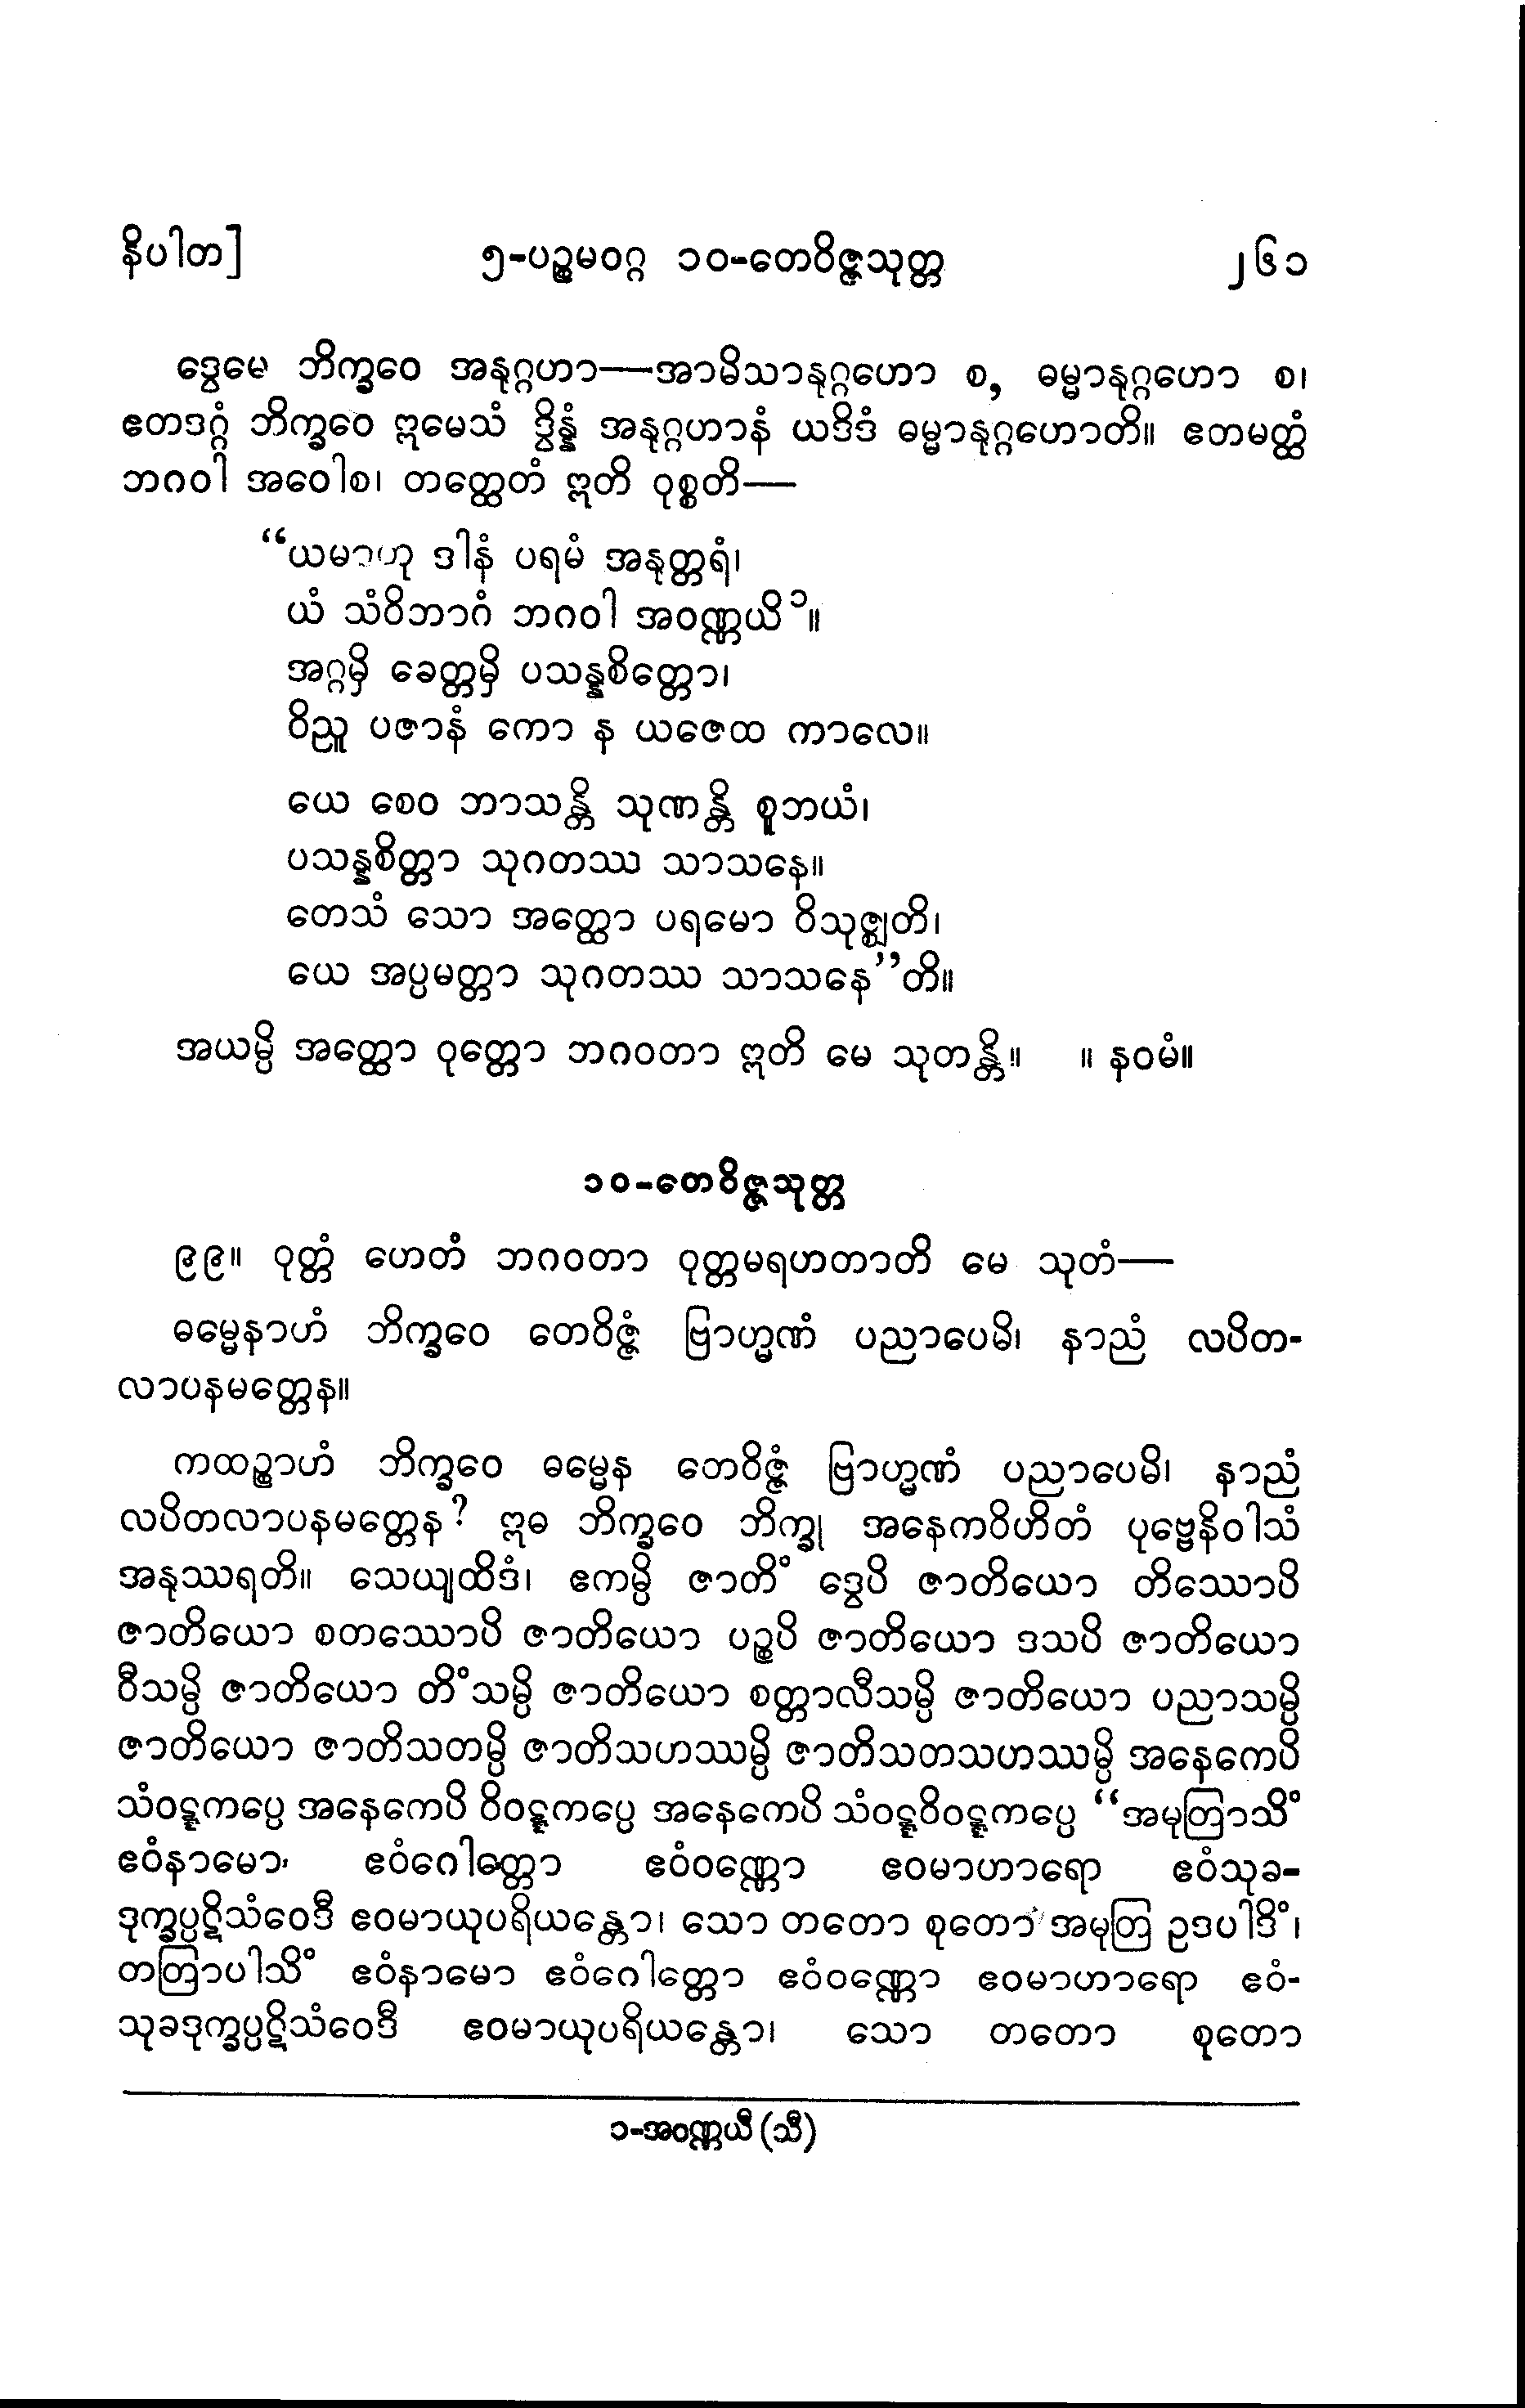 နိပါတ] ၅-ပဉ္စမဝဂ္ဂ ၁၀-တေဝိဇ္ဇသုတ္တ ၂၆၁
ဒွေမေ ဘိက္ခဝေ အနုဂ္ဂဟာ—အာမိသာနုဂ္ဂဟော စ, ဓမ္မာနုဂ္ဂဟော စ၊
ဧတဒဂ္ဂံ ဘိက္ခဝေ ဣမေသံ ဒွိန္နံ အနုဂ္ဂဟာနံ ယဒိဒံ ဓမ္မာနုဂ္ဂဟောတိ။ ဧတမတ္ထံ
ဘဂဝါ အဝေါစ၊ တတ္ထေတံ ဣတိ ဝုစ္စတိ—
“ယမာဟု ဒါနံ ပရမံ အနုတ္တရံ၊
ယံ သံဝိဘာဂံ ဘဂဝါ အဝဏ္ဏယိ၁။
အဂ္ဂမှိ ခေတ္တမှိ ပသန္နစိတ္တော၊
ဝိညူ ပဇာနံ ကော န ယဇေထ ကာလေ။
ယေ စေဝ ဘာသန္တိ သုဏန္တိ စူဘယံ၊
ပသန္နစိတ္တာ သုဂတဿ သာသနေ။
တေသံ သော အတ္ထော ပရမော ဝိသုဇ္ဈတိ၊
ယေ အပ္ပမတ္တာ သုဂတဿ သာသနေ”တိ။
အယမ္ပိ အတ္ထော ဝုတ္တော ဘဂဝတာ ဣတိ မေ သုတန္တိ။ ။ နဝမံ။
၁၀-တေဝိဇ္ဇသုတ္တ
၉၉။ ဝုတ္တံ ဟေတံ ဘဂဝတာ ဝုတ္တမရဟတာတိ မေ သုတံ—
ဓမ္မေနာဟံ ဘိက္ခဝေ တေဝိဇ္ဇံ ဗြာဟ္မဏံ ပညာပေမိ၊ နာညံ လပိတ-
လာပနမတ္တေန။
ကထဉ္စာဟံ ဘိက္ခဝေ ဓမ္မေန တေဝိဇ္ဇံ ဗြာဟ္မဏံ ပညာပေမိ၊ နာညံ
လပိတလာပနမတ္တေန? ဣဓ ဘိက္ခဝေ ဘိက္ခု အနေကဝိဟိတံ ပုဗ္ဗေနိဝါသံ
အနုဿရတိ။ သေယျထိဒံ၊ ဧကမ္ပိ ဇာတိံ ဒွေပိ ဇာတိယော တိဿောပိ
ဇာတိယော စတဿောပိ ဇာတိယော ပဉ္စပိ ဇာတိယော ဒသပိ ဇာတိယော
ဝီသမ္ပိ ဇာတိယော တိံသမ္ပိ ဇာတိယော စတ္တာလီသမ္ပိ ဇာတိယော ပညာသမ္ပိ
ဇာတိယော ဇာတိသတမ္ပိ ဇာတိသဟဿမ္ပိ ဇာတိသတသဟဿမ္ပိ အနေကေပိ
သံဝဋ္ဋကပ္ပေ အနေကေပိ ဝိဝဋ္ဋကပ္ပေ အနေကေပိ သံဝဋ္ဋဝိဝဋ္ဋကပ္ပေ “အမုတြာသိံ
ဧဝံနာမော ဧဝံဂေါတ္တော ဧဝံဝဏ္ဏော ဧဝမာဟာရော ဧဝံသုခ-
ဒုက္ခပ္ပဋိသံဝေဒီ ဧဝမာယုပရိယန္တော၊ သော တတော စုတော အမုတြ ဥဒပါဒိံ၊
တတြာပါသိံ ဧဝံနာမော ဧဝံဂေါတ္တော ဧဝံဝဏ္ဏော ဧဝမာဟာရော ဧဝံ-
သုခဒုက္ခပ္ပဋိသံဝေဒီ ဧဝမာယုပရိယန္တော၊ သော တတော စုတော
၁-အဝဏ္ဏယီ (သီ)